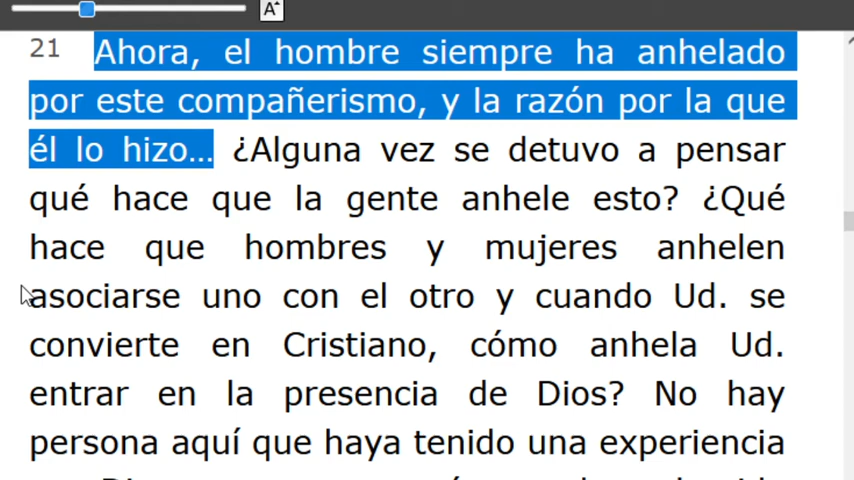 A
21 Ahora, el hombre siempre ha anhelado
por este compañerismo, y la razón por la que
él lo hizo... ¿Alguna vez se detuvo a pensar
qué hace que la gente anhele esto? ¿Qué
hace que hombres y mujeres anhelen
asociarse uno con el otro y cuando Ud. se
convierte en Cristiano, cómo anhela Ud.
entrar en la presencia de Dios? No hay
persona aquí que haya tenido una experiencia